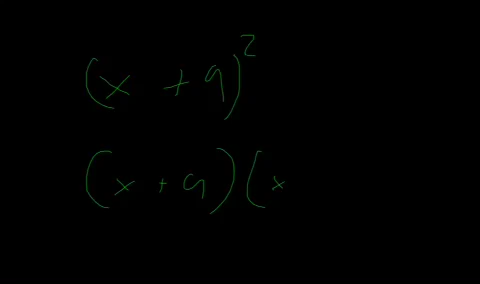 (x + 9)²
(x + 9)(x